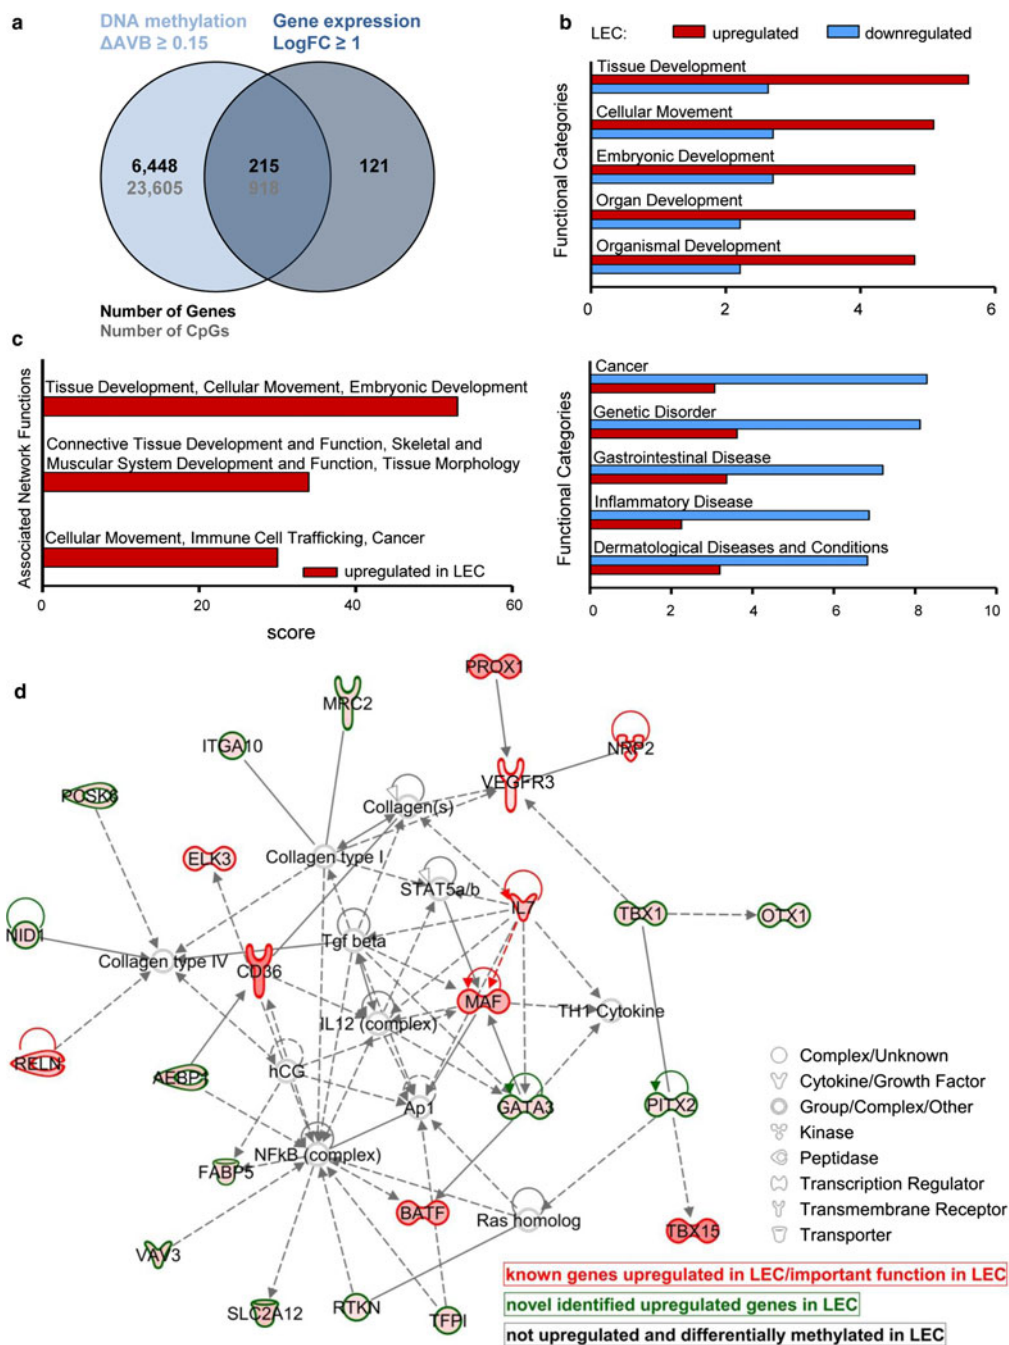 a
DNA methylation
ΔAVB ≥ 0.15
Gene expression
LogFC ≥ 1
6,448
23,605
215
918
121
Number of Genes
Number of CpGs
b
LEC:
upregulated
downregulated
Functional Categories
Tissue Development
Cellular Movement
Embryonic Development
Organ Development
Organismal Development
0 2 4 6
c
Associated Network Functions
Tissue Development, Cellular Movement, Embryonic Development
Connective Tissue Development and Function, Skeletal and
Muscular System Development and Function, Tissue Morphology
Cellular Movement, Immune Cell Trafficking, Cancer
upregulated in LEC
0 20 40 60
score
Functional Categories
Cancer
Genetic Disorder
Gastrointestinal Disease
Inflammatory Disease
Dermatological Diseases and Conditions
0 2 4 6 8 10
d
PROX1
MRC2
NRP2
ITGA10
VEGFR3
PCSK6
Collagen(s)
ELK3
Collagen type I
STAT5a/b
IL7
TBX1
OTX1
NID1
Tgf beta
Collagen type IV
CD36
MAF
TH1 Cytokine
IL12 (complex)
RELN
AEBP1
hCG
Ap1
GATA3
PITX2
NFkB (complex)
FABP5
BATF
Ras homolog
TBX15
VAV3
SLC2A12
RTKN
TFPI
Complex/Unknown
Cytokine/Growth Factor
Group/Complex/Other
Kinase
Peptidase
Transcription Regulator
Transmembrane Receptor
Transporter
known genes upregulated in LEC/important function in LEC
novel identified upregulated genes in LEC
not upregulated and differentially methylated in LEC